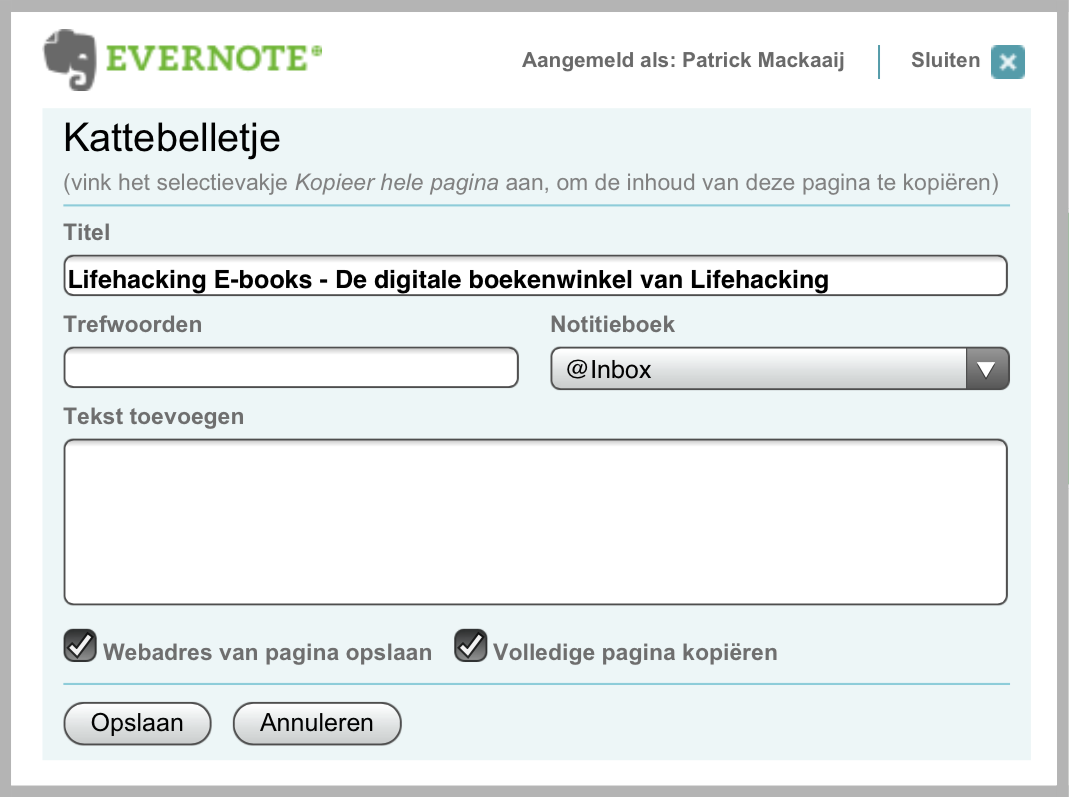 EVERNOTE
Aangemeld als: Patrick Mackaaij
Sluiten
Kattebelletje
(vink het selectievakje Kopieer hele pagina aan, om de inhoud van deze pagina te kopiëren)
Titel
Lifehacking E-books - De digitale boekenwinkel van Lifehacking
Trefwoorden
Notitieboek
@Inbox
Tekst toevoegen
Webadres van pagina opslaan
Volledige pagina kopiëren
Opslaan
Annuleren